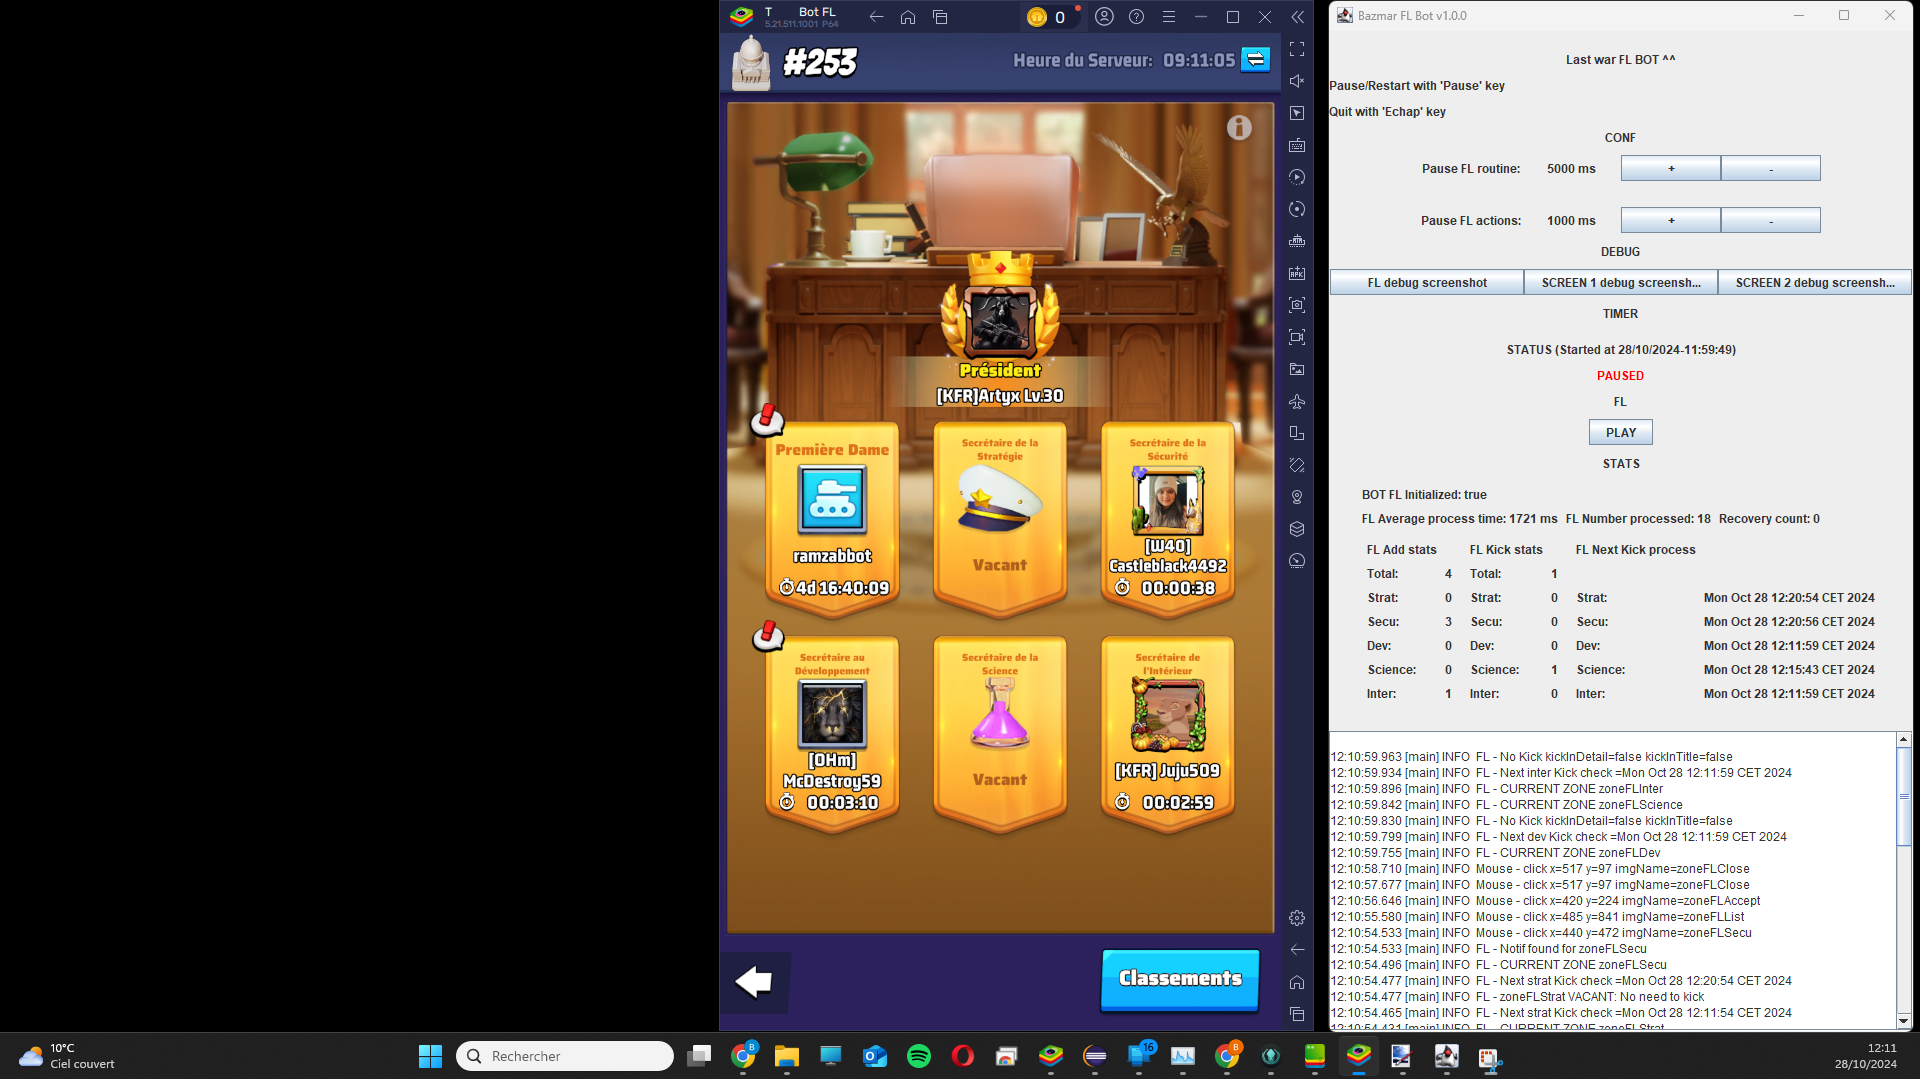 T
Bot FL
5.21.511.1001 P64
0
#253
Heure du Serveur: 09:11:05
Président
[KFR]Artyx Lv.30
Première Dame
ramzabbot
4d 16:40:09
Secrétaire de la
Stratégie
Vacant
Secrétaire de la
Sécurité
[W40]
Castleblack4492
00:00:38
Secrétaire au
Développement
[OHm]
McDestroy59
00:03:10
Secrétaire de la
Science
Vacant
Secrétaire de
l'Intérieur
[KFR] Juju509
00:02:59
Classements
Bazmar FL Bot v1.0.0
Last war FL BOT ^^
Pause/Restart with 'Pause' key
Quit with 'Echap' key
CONF
Pause FL routine: 5000 ms + -
Pause FL actions: 1000 ms + -
DEBUG
FL debug screenshot SCREEN 1 debug screensh... SCREEN 2 debug screensh...
TIMER
STATUS (Started at 28/10/2024-11:59:49)
PAUSED
FL
PLAY
STATS
BOT FL Initialized: true
FL Average process time: 1721 ms FL Number processed: 18 Recovery count: 0
FL Add stats FL Kick stats FL Next Kick process
Total: 4 Total: 1
Strat: 0 Strat: 0 Strat: Mon Oct 28 12:20:54 CET 2024
Secu: 3 Secu: 0 Secu: Mon Oct 28 12:20:56 CET 2024
Dev: 0 Dev: 0 Dev: Mon Oct 28 12:11:59 CET 2024
Science: 0 Science: 1 Science: Mon Oct 28 12:15:43 CET 2024
Inter: 1 Inter: 0 Inter: Mon Oct 28 12:11:59 CET 2024
12:10:59.963 [main] INFO FL - No Kick kickInDetail=false kickInTitle=false
12:10:59.934 [main] INFO FL - Next inter Kick check =Mon Oct 28 12:11:59 CET 2024
12:10:59.896 [main] INFO FL - CURRENT ZONE zoneFLInter
12:10:59.842 [main] INFO FL - CURRENT ZONE zoneFLScience
12:10:59.830 [main] INFO FL - No Kick kickInDetail=false kickInTitle=false
12:10:59.799 [main] INFO FL - Next dev Kick check =Mon Oct 28 12:11:59 CET 2024
12:10:59.755 [main] INFO FL - CURRENT ZONE zoneFLDev
12:10:58.710 [main] INFO Mouse - click x=517 y=97 imgName=zoneFLClose
12:10:57.677 [main] INFO Mouse - click x=517 y=97 imgName=zoneFLClose
12:10:56.646 [main] INFO Mouse - click x=420 y=224 imgName=zoneFLAccept
12:10:55.580 [main] INFO Mouse - click x=485 y=841 imgName=zoneFLList
12:10:54.533 [main] INFO Mouse - click x=440 y=472 imgName=zoneFLSecu
12:10:54.533 [main] INFO FL - Notif found for zoneFLSecu
12:10:54.496 [main] INFO FL - CURRENT ZONE zoneFLSecu
12:10:54.477 [main] INFO FL - Next strat Kick check =Mon Oct 28 12:20:54 CET 2024
12:10:54.477 [main] INFO FL - zoneFLStrat VACANT: No need to kick
12:10:54.465 [main] INFO FL - Next strat Kick check =Mon Oct 28 12:11:54 CET 2024
12:10:54.431 [main] INFO FL - CURRENT ZONE zoneFLStrat
10°C
Ciel couvert
Rechercher
16
12:11
28/10/2024